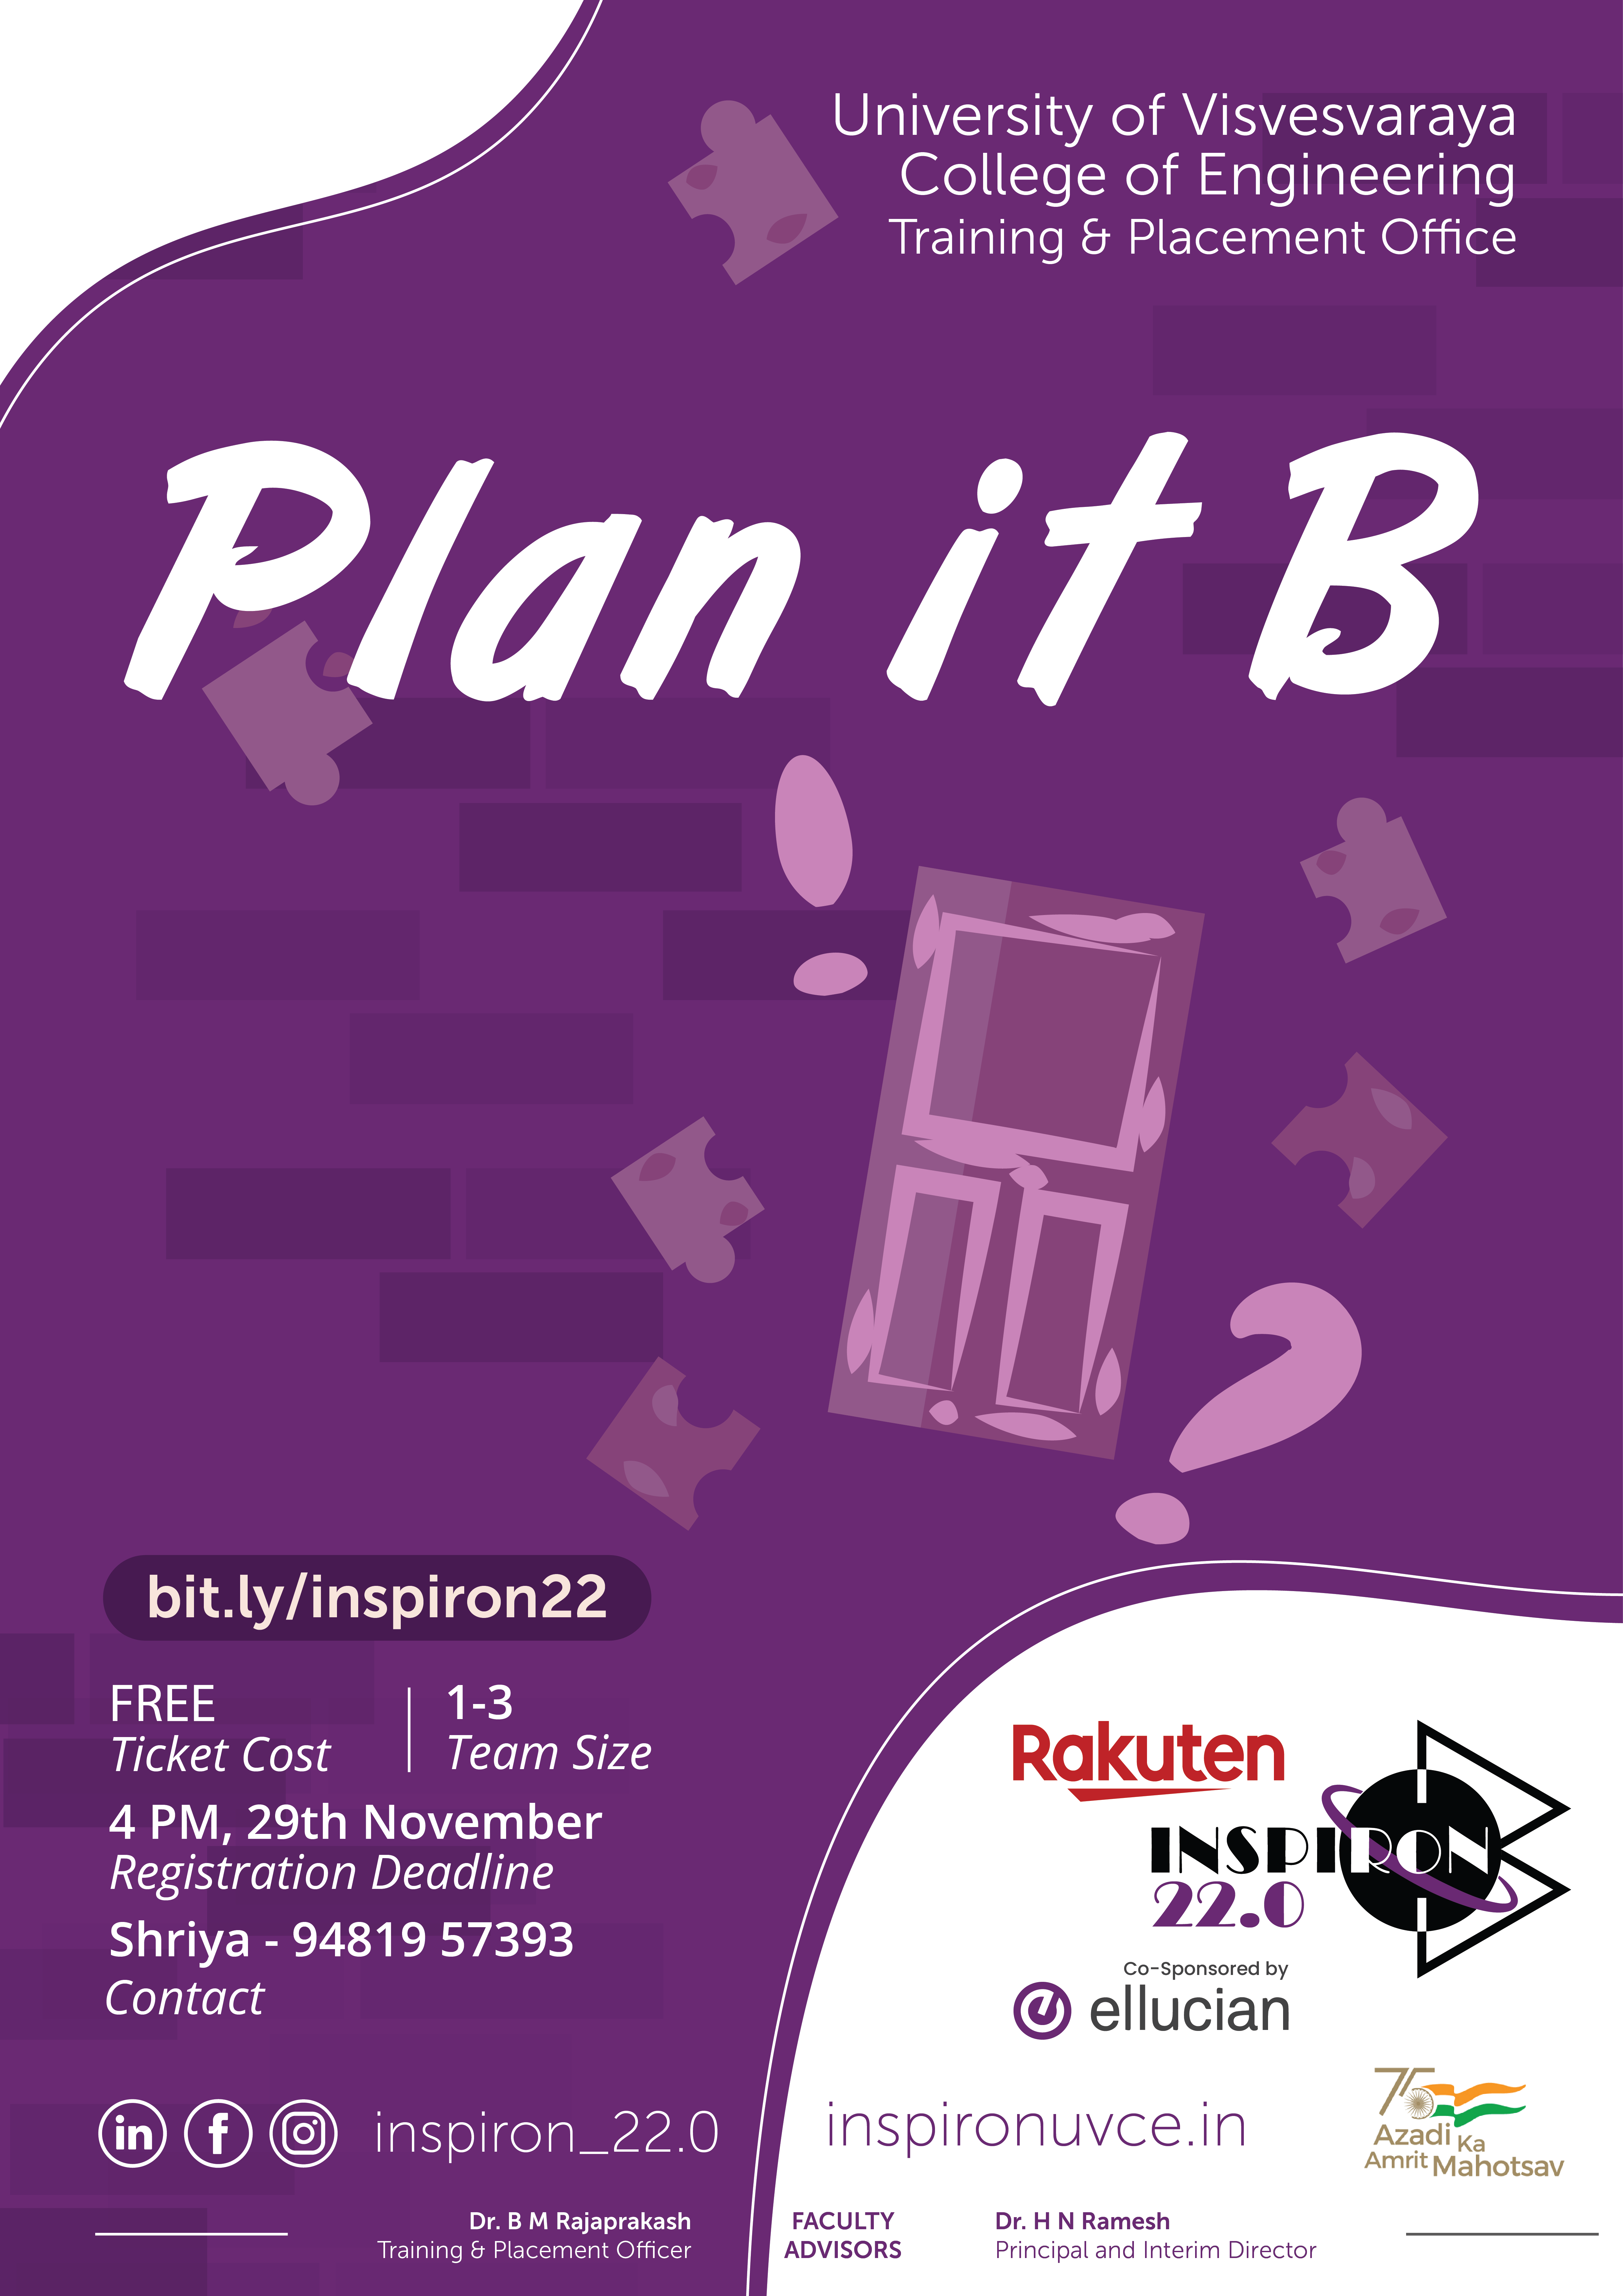 University of Visvesvaraya
College of Engineering
Training & Placement Office
Plan it B
bit.ly/inspiron22
FREE
Ticket Cost
1-3
Team Size
4 PM, 29th November
Registration Deadline
Shriya - 94819 57393
Contact
Rakuten
INSPIRON
22.0
Co-Sponsored by
ellucian
inspiron_22.0
inspironuvce.in
75
Azadi Ka
Amrit Mahotsav
Dr. B M Rajaprakash
Training & Placement Officer
FACULTY
ADVISORS
Dr. H N Ramesh
Principal and Interim Director